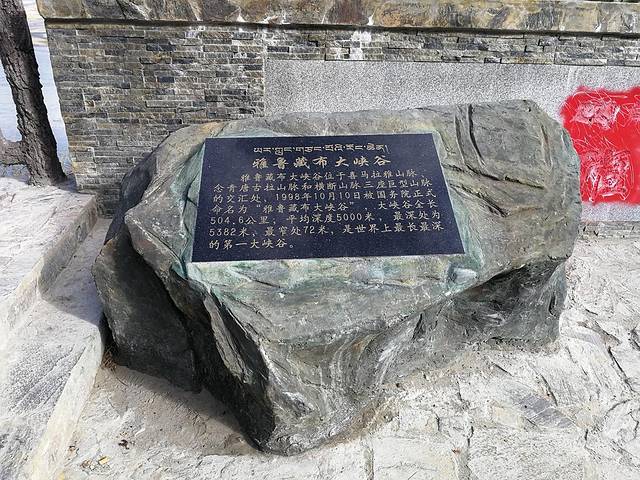 ཡར་ཀླུང་གཙང་པོའི་རོང་ཆེན།
雅鲁藏布大峡谷
雅鲁藏布大峡谷位于喜马拉雅山脉，
念青唐古拉山脉和横断山脉三座巨型山脉
的交汇处，1998年10月10日被国务院正式
命名为“雅鲁藏布大峡谷”，大峡谷全长
504.6公里，平均深度5000米，最深处为
5382米，最窄处72米，是世界上最长最深
的第一大峡谷。